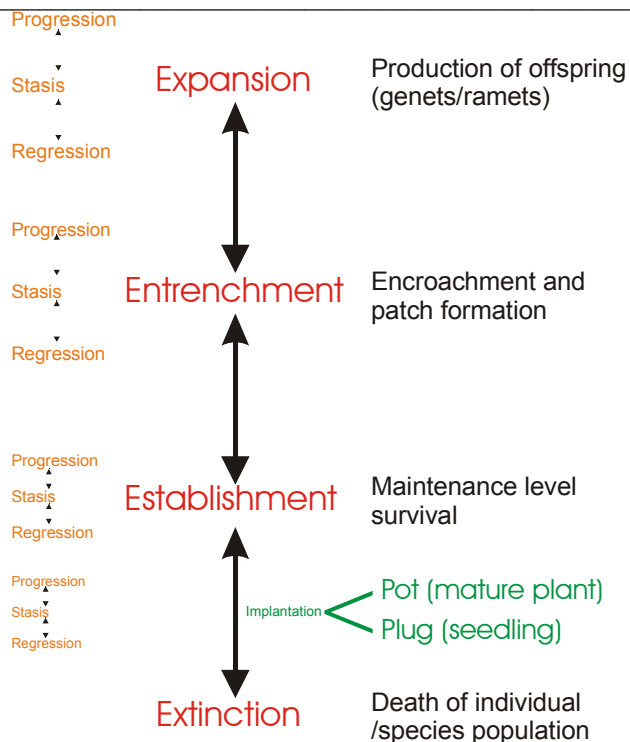 Progression
Stasis
Regression
Expansion
Production of offspring
(genets/ramets)
Progression
Stasis
Regression
Entrenchment
Encroachment and
patch formation
Progression
Stasis
Regression
Establishment
Maintenance level
survival
Progression
Stasis
Regression
Implantation
Pot (mature plant)
Plug (seedling)
Extinction
Death of individual
/species population